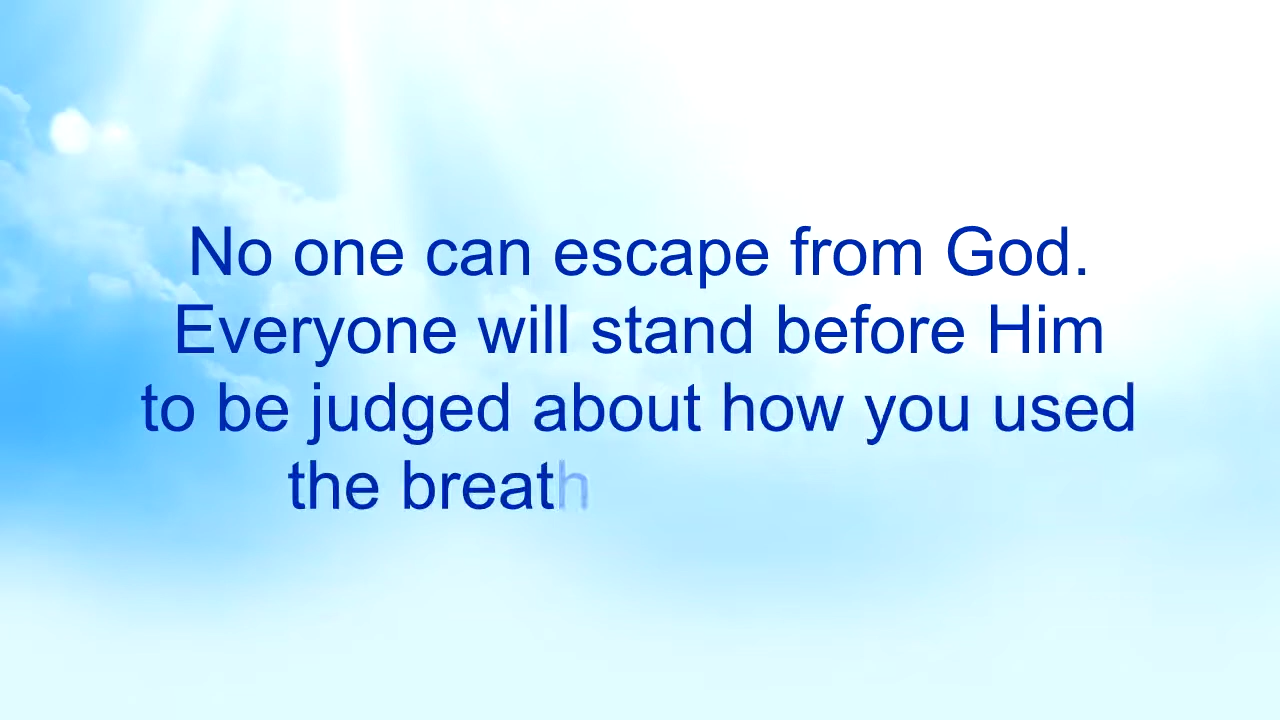 No one can escape from God.
Everyone will stand before Him
to be judged about how you used
the breath